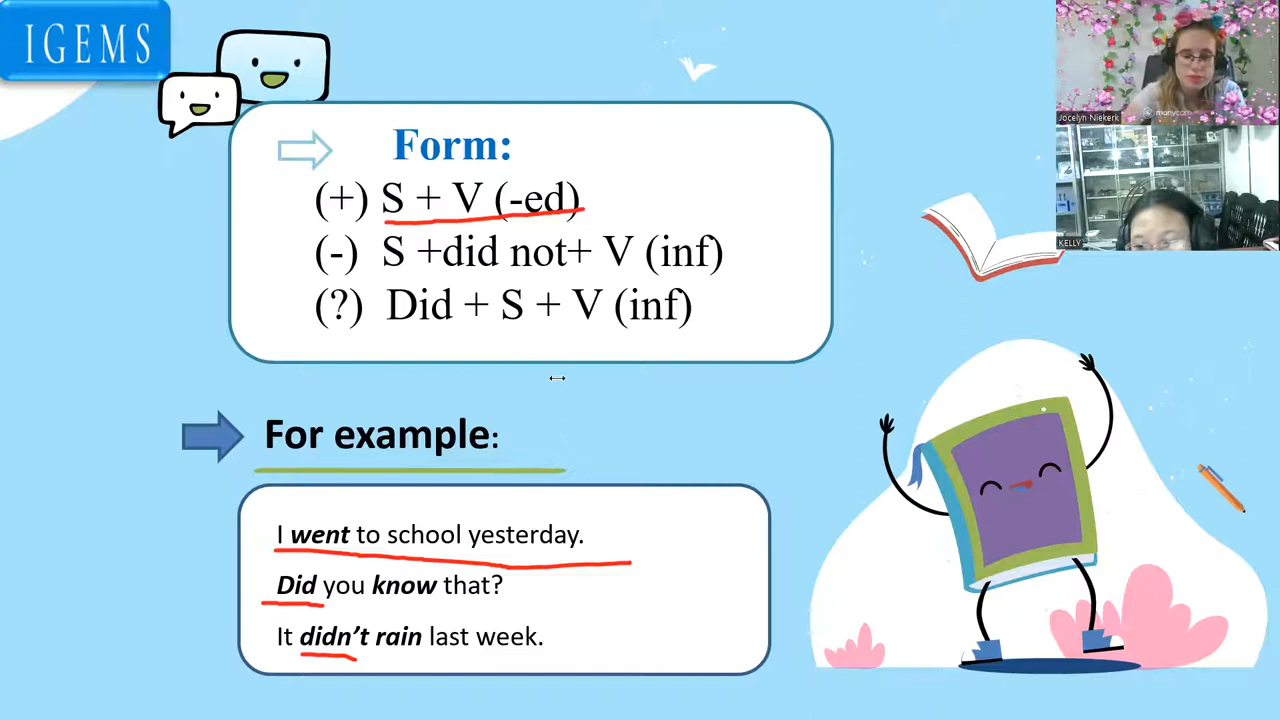 IGEMS
Form:
(+) S + V (-ed)
(-) S +did not+ V (inf)
(?) Did + S + V (inf)
For example:
I went to school yesterday.
Did you know that?
It didn't rain last week.
manycam
Jocelyn Niekerk
KELLY